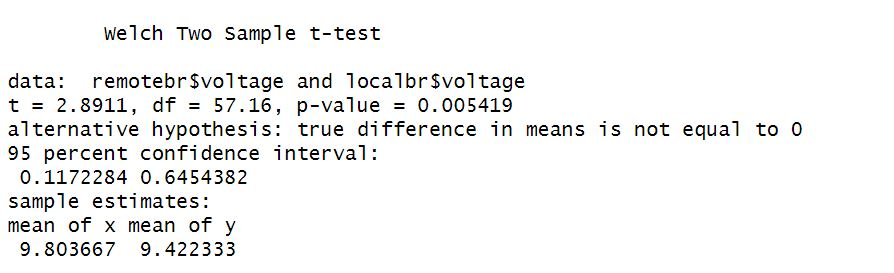 Welch Two Sample t-test
data:  remotebr$voltage and localbr$voltage
t = 2.8911, df = 57.16, p-value = 0.005419
alternative hypothesis: true difference in means is not equal to 0
95 percent confidence interval:
 0.1172284 0.6454382
sample estimates:
mean of x mean of y
 9.803667  9.422333